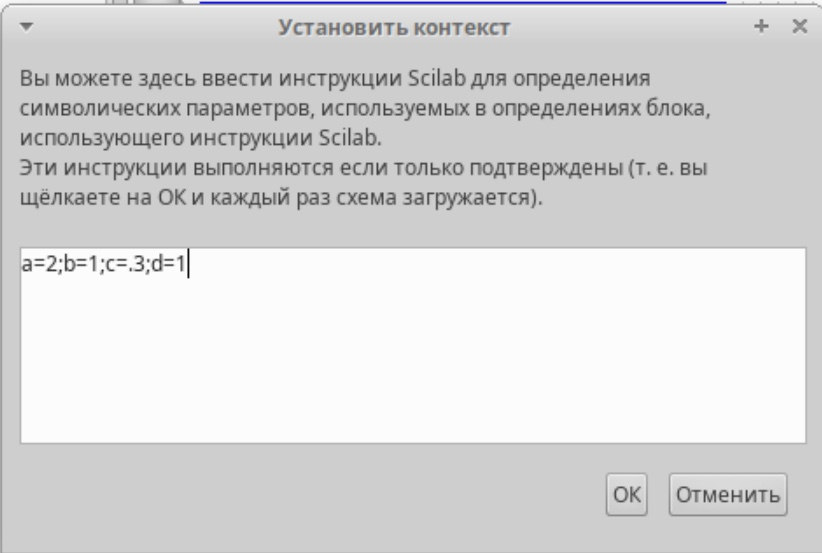 Установить контекст
Вы можете здесь ввести инструкции Scilab для определения
символических параметров, используемых в определениях блока,
использующего инструкции Scilab.
Эти инструкции выполняются если только подтверждены (т. е. вы
щёлкаете на ОК и каждый раз схема загружается).
a=2;b=1;c=.3;d=1
ОК Отменить